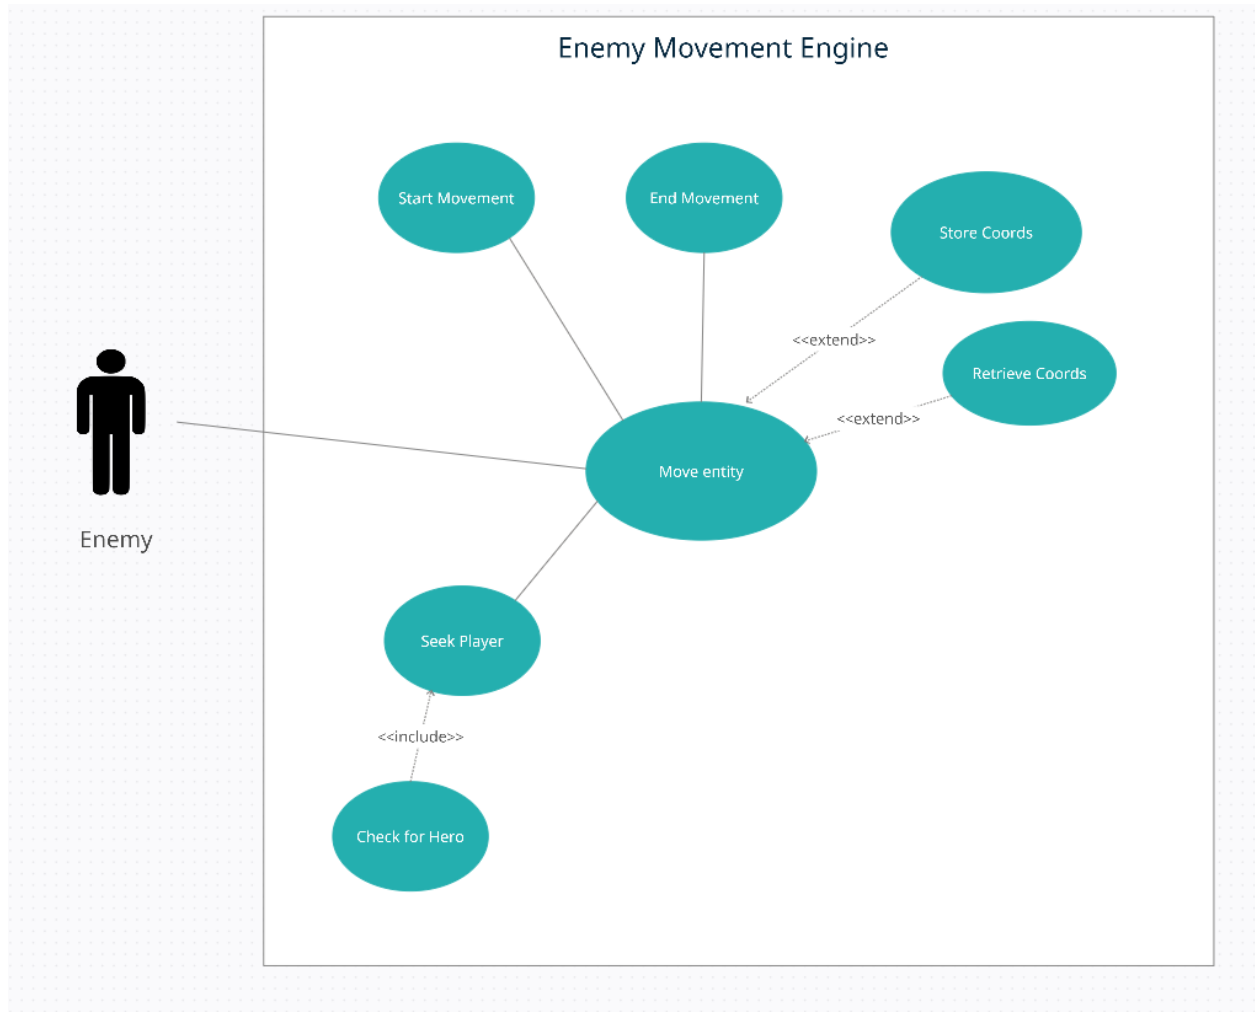 Enemy Movement Engine
Start Movement
End Movement
Store Coords
<<extend>>
Retrieve Coords
<<extend>>
Move entity
Enemy
Seek Player
<<include>>
Check for Hero